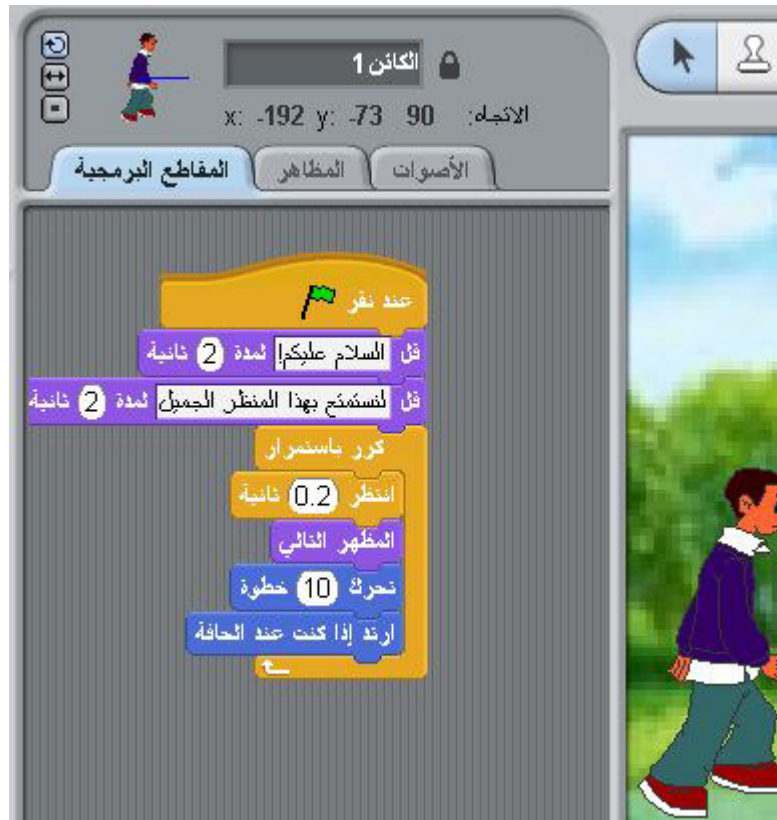 الكائن 1
x: -192 y: -73 90 الاتجاه:
المقاطع البرمجية المظاهر الأصوات
عند نقر
قل السلام عليكم! لمدة 2 ثانية
قل لنستمتع بهذا المنظر الجميل لمدة 2 ثانية
كرر باستمرار
انتظر 0.2 ثانية
المظهر التالي
تحرك 10 خطوة
ارتد إذا كنت عند الحافة